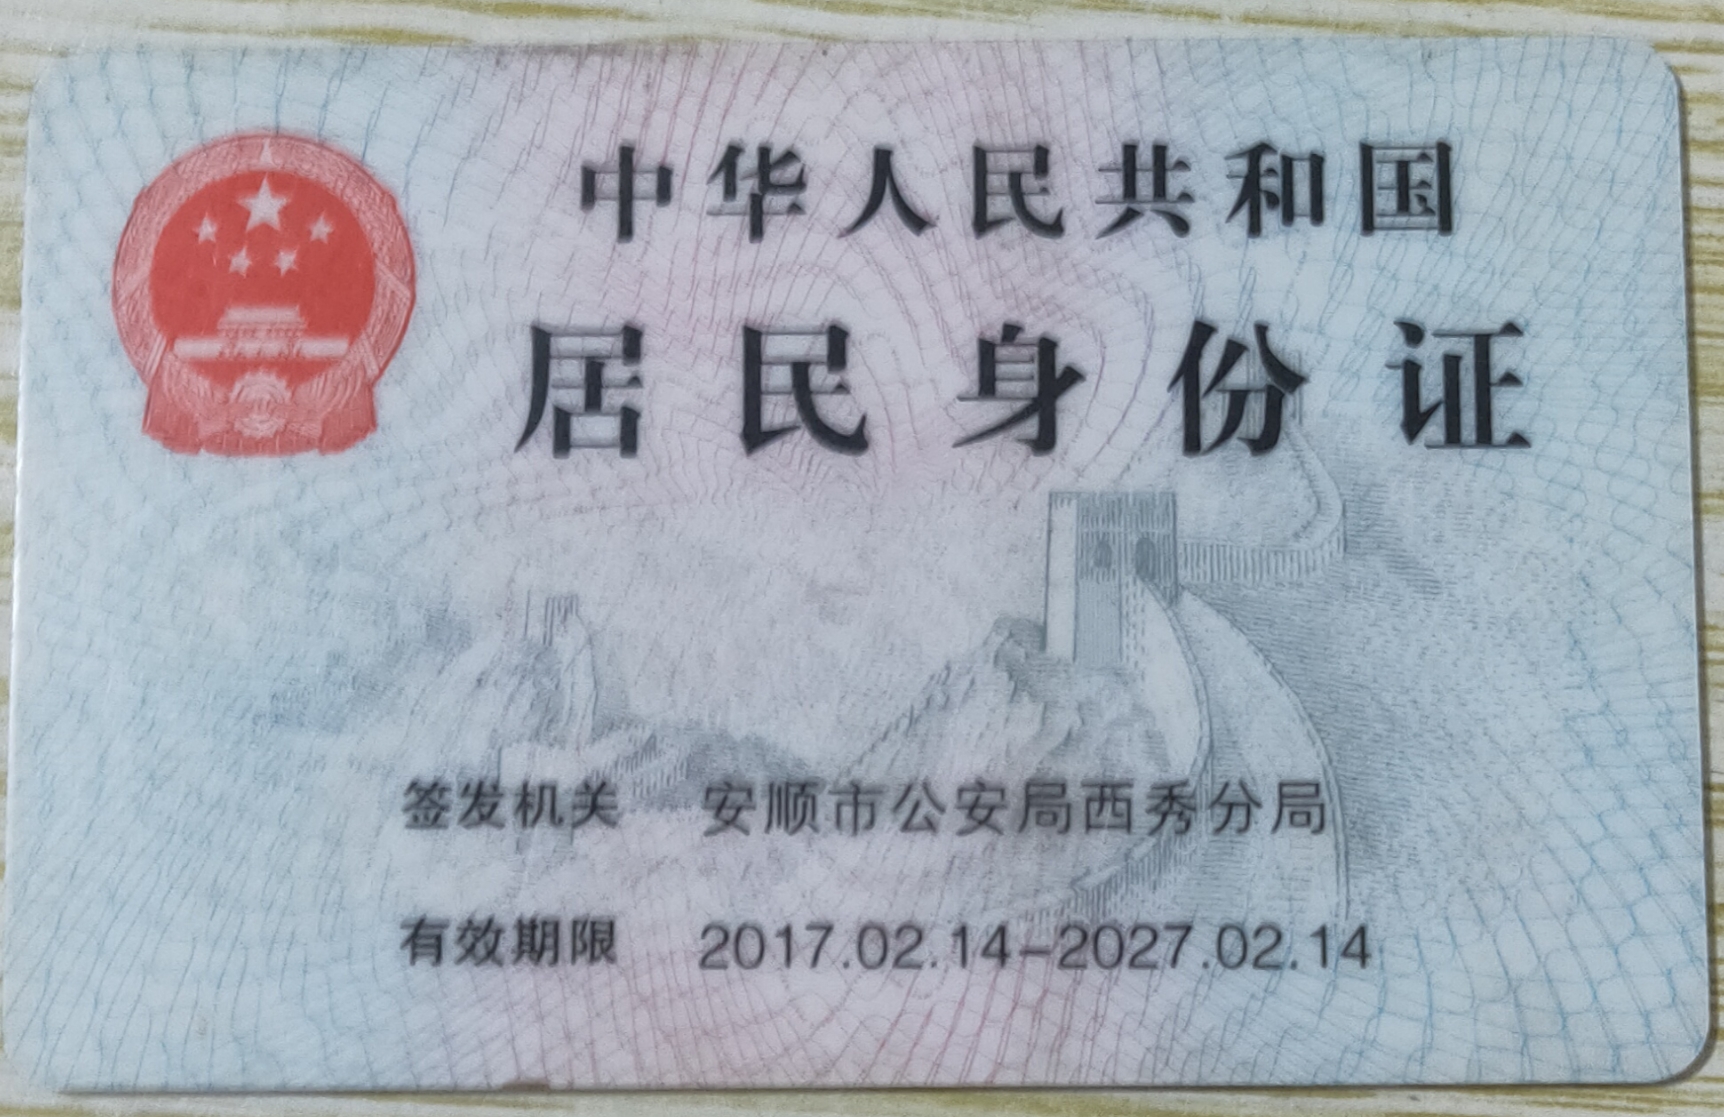 中华人民共和国
居民身份证
签发机关 安顺市公安局西秀分局
有效期限 2017.02.14-2027.02.14